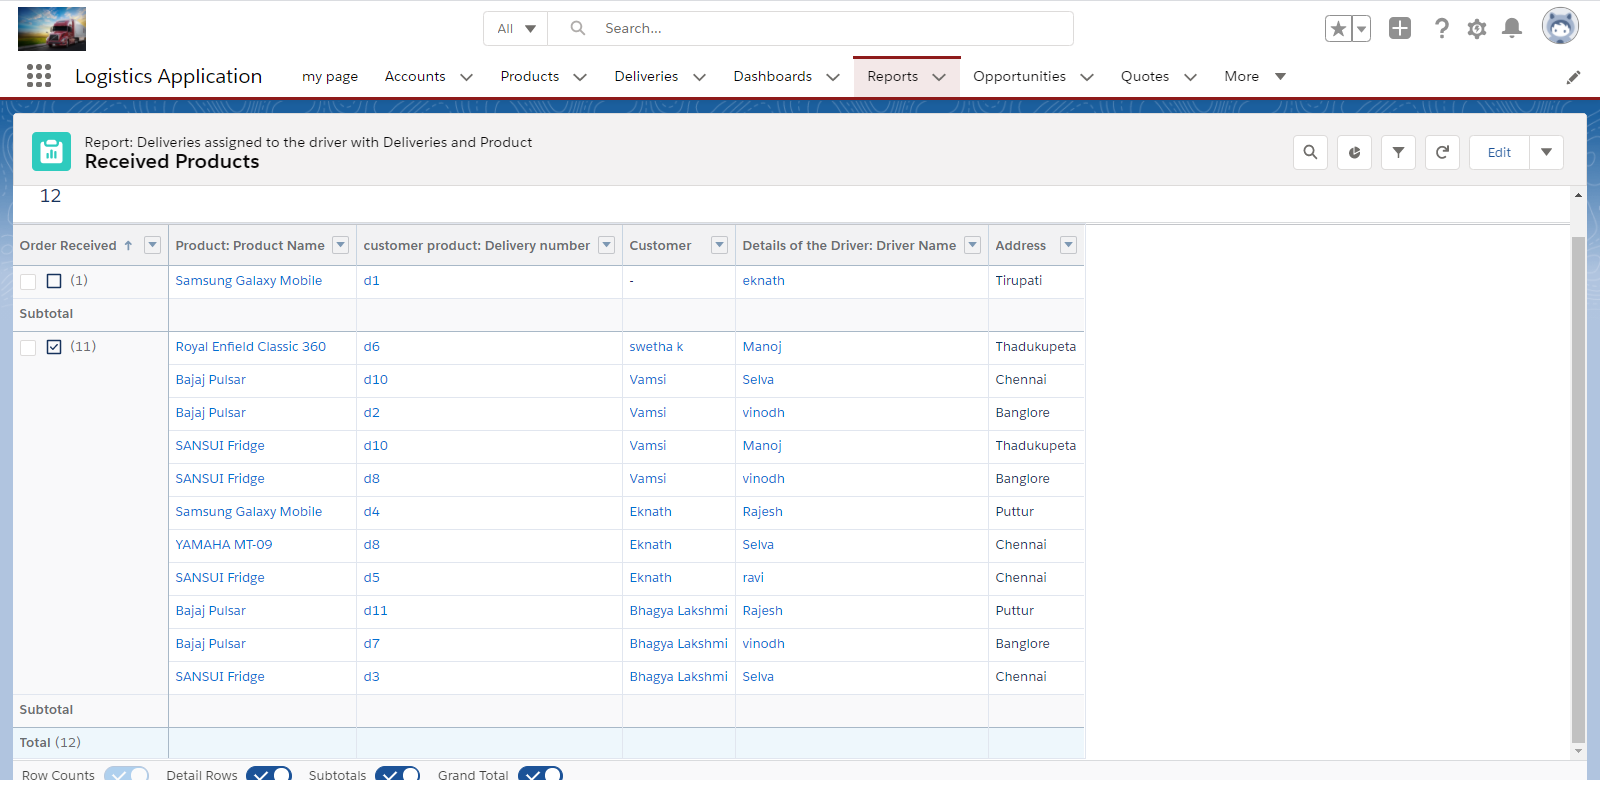 All Search...
Logistics Application my page Accounts Products Deliveries Dashboards Reports Opportunities Quotes More
Report: Deliveries assigned to the driver with Deliveries and Product
Received Products
Edit
12
Order Received ↑ Product: Product Name customer product: Delivery number Customer Details of the Driver: Driver Name Address
(1) Samsung Galaxy Mobile d1 - eknath Tirupati
Subtotal
(11) Royal Enfield Classic 360 d6 swetha k Manoj Thadukupeta
Bajaj Pulsar d10 Vamsi Selva Chennai
Bajaj Pulsar d2 Vamsi vinodh Banglore
SANSUI Fridge d10 Vamsi Manoj Thadukupeta
SANSUI Fridge d8 Vamsi vinodh Banglore
Samsung Galaxy Mobile d4 Eknath Rajesh Puttur
YAMAHA MT-09 d8 Eknath Selva Chennai
SANSUI Fridge d5 Eknath ravi Chennai
Bajaj Pulsar d11 Bhagya Lakshmi Rajesh Puttur
Bajaj Pulsar d7 Bhagya Lakshmi vinodh Banglore
SANSUI Fridge d3 Bhagya Lakshmi Selva Chennai
Subtotal
Total (12)
Row Counts Detail Rows Subtotals Grand Total